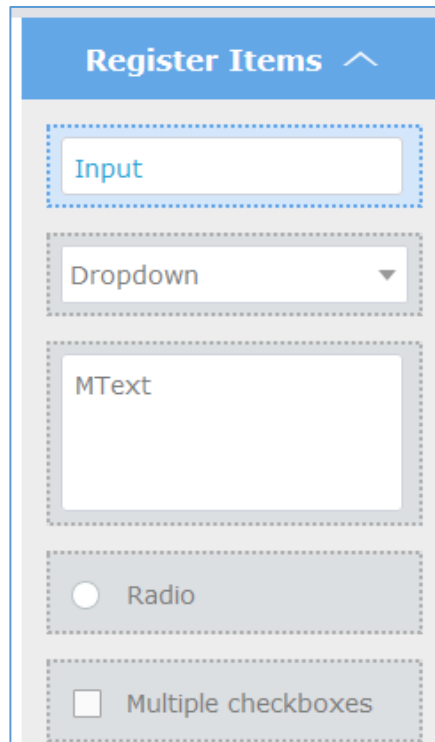 Register Items
Input
Dropdown
MText
Radio
Multiple checkboxes